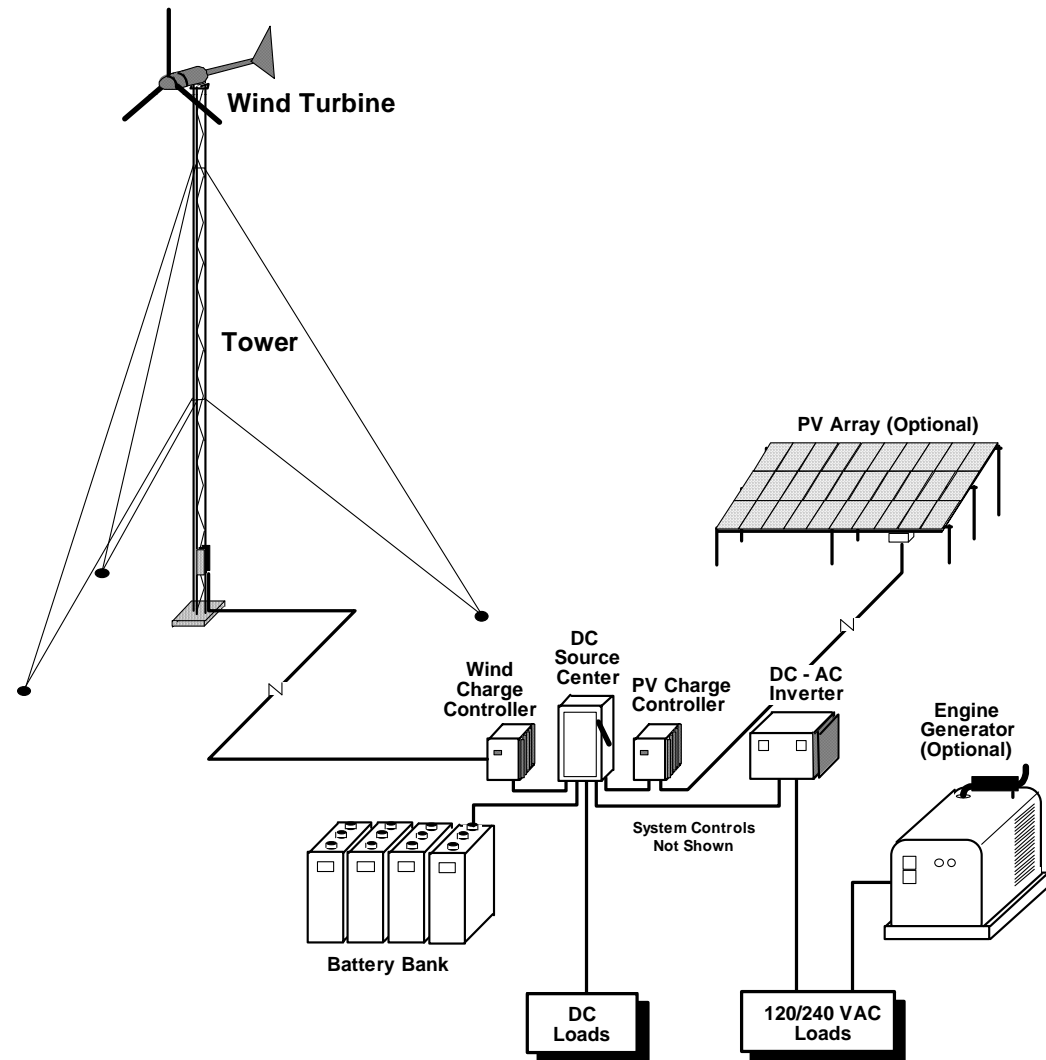 Wind Turbine
Tower
PV Array (Optional)
DC
Source
Center
Wind
Charge
Controller
PV Charge
Controller
DC - AC
Inverter
Engine
Generator
(Optional)
System Controls
Not Shown
Battery Bank
DC
Loads
120/240 VAC
Loads